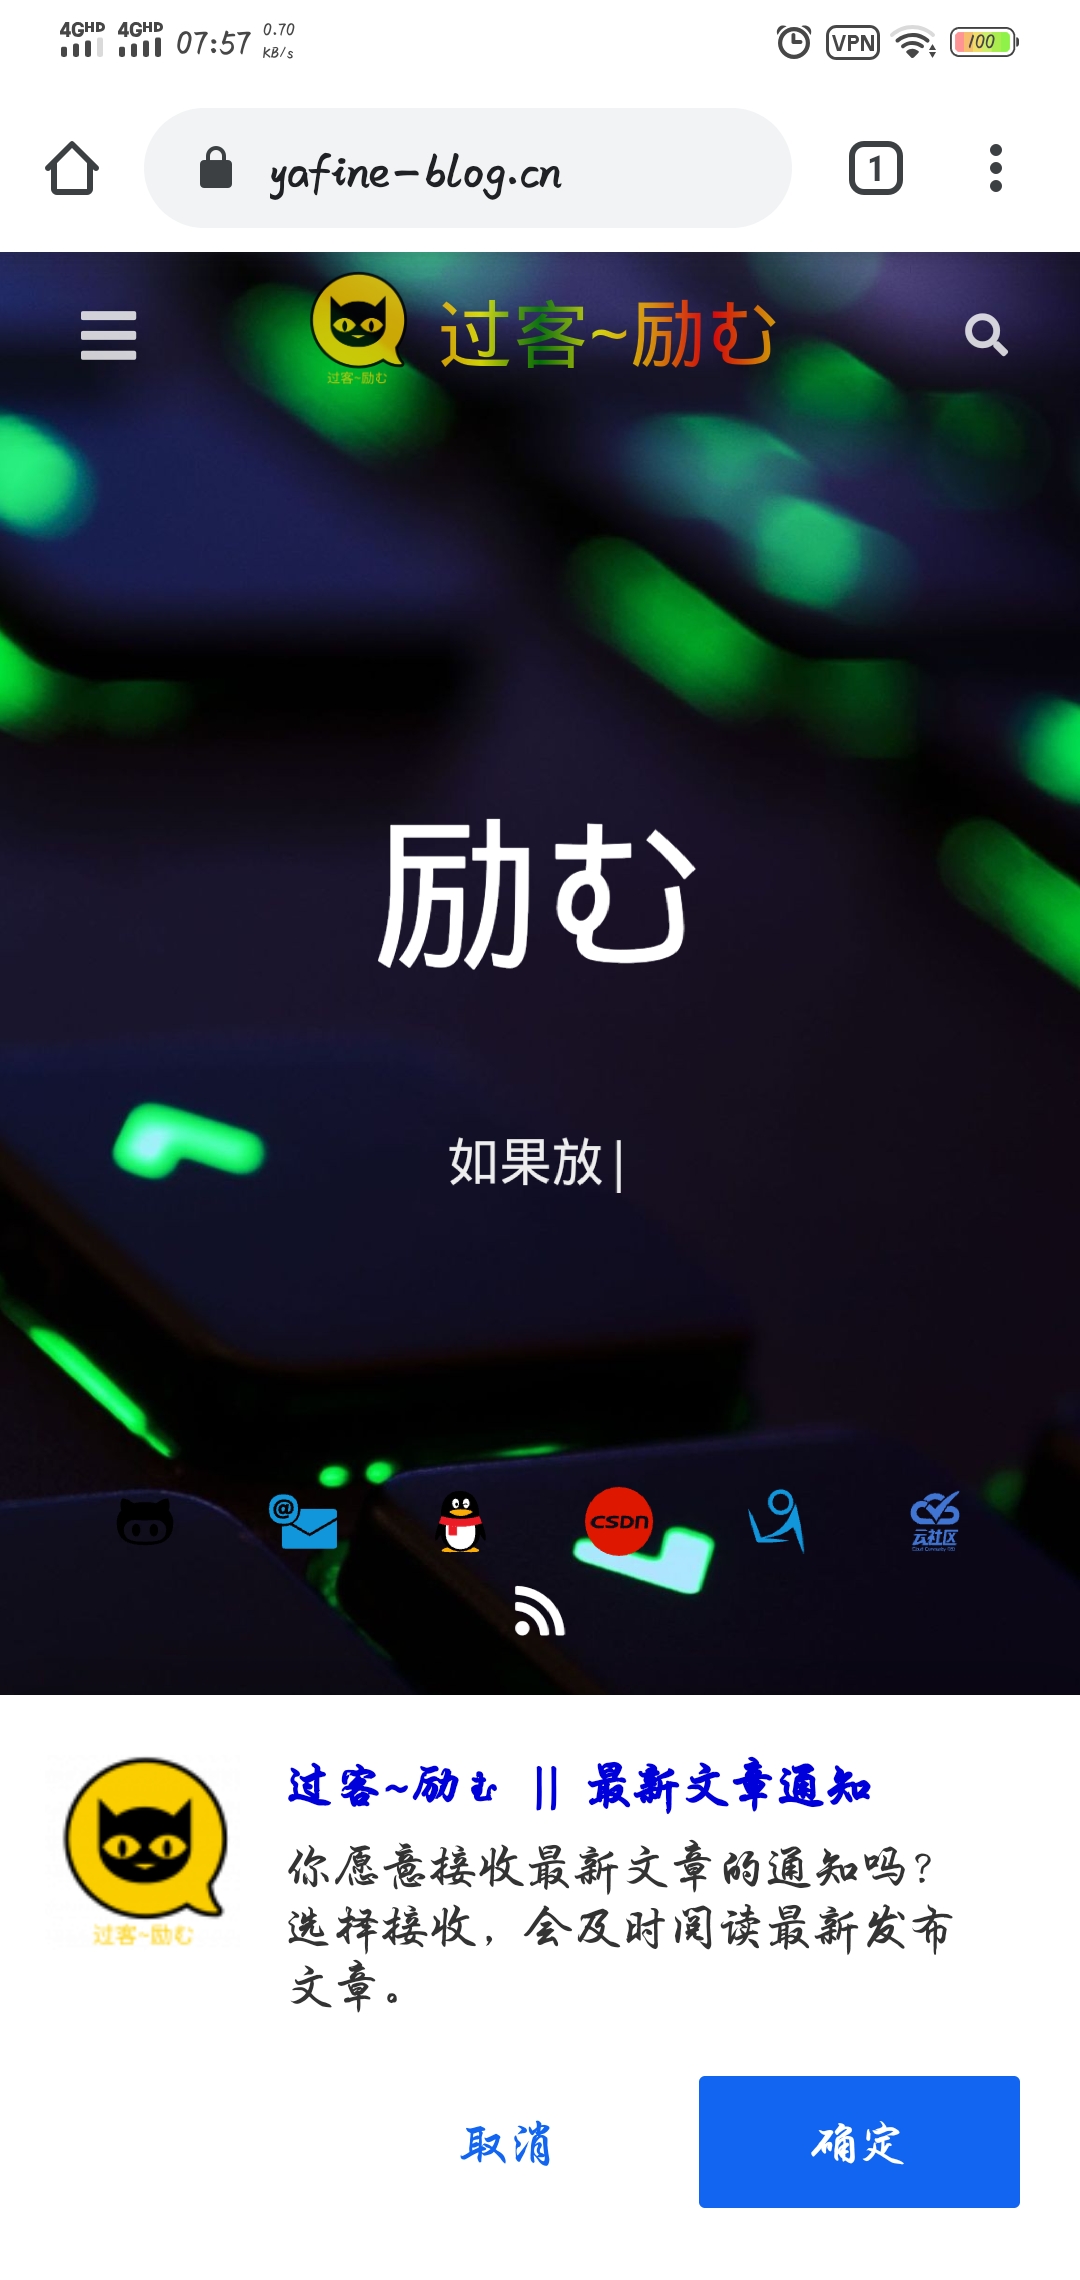 4GHD 4GHD 07:57 0.70 KB/s VPN 100
yafine-blog.cn 1
过客~励む 过客~励む
励む
如果放|
@ CSDN 云社区
过客~励む || 最新文章通知
你愿意接收最新文章的通知吗？
选择接收，会及时阅读最新发布
文章。
过客~励む
取消 确定